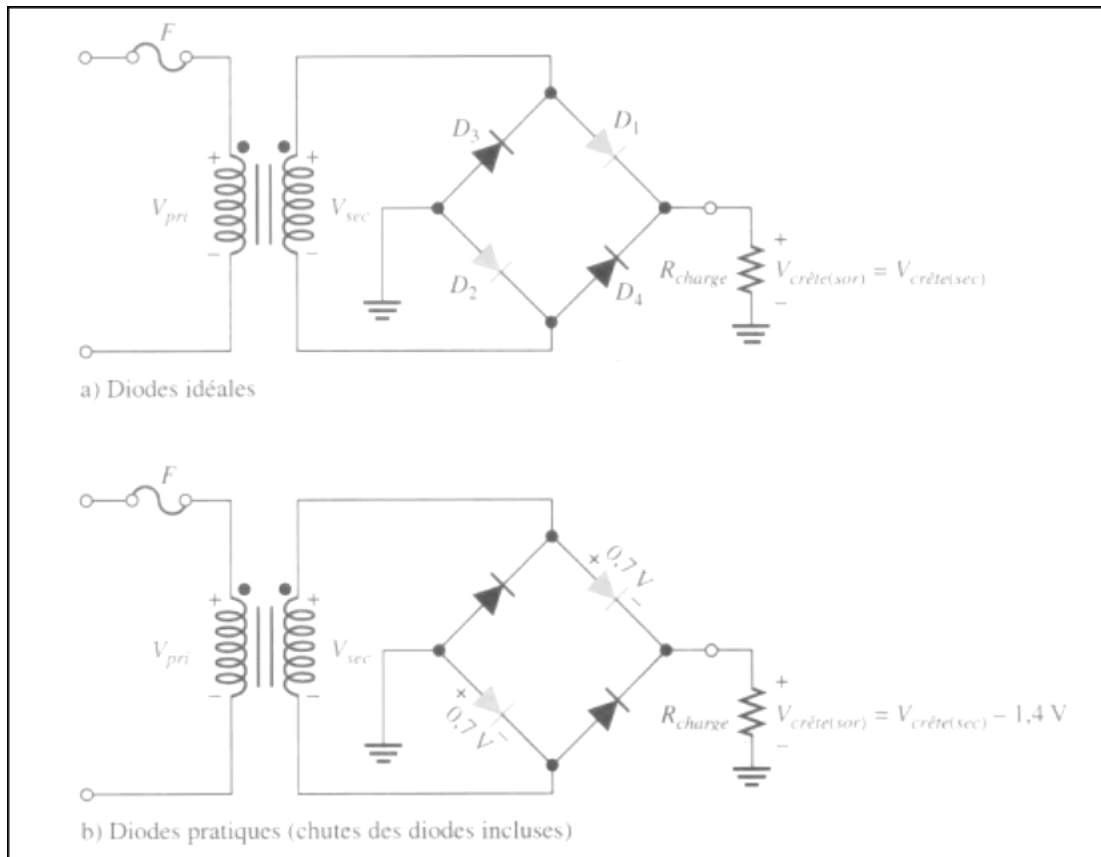 F
D3
D1
+ +
Vpri
Vsec
– –
D2
D4
Rcharge
+
Vcrête(sor) = Vcrête(sec)
–
a) Diodes idéales
F
+ 0,7 V –
+ +
Vpri
Vsec
– –
+ 0,7 V –
Rcharge
+
Vcrête(sor) = Vcrête(sec) – 1,4 V
–
b) Diodes pratiques (chutes des diodes incluses)